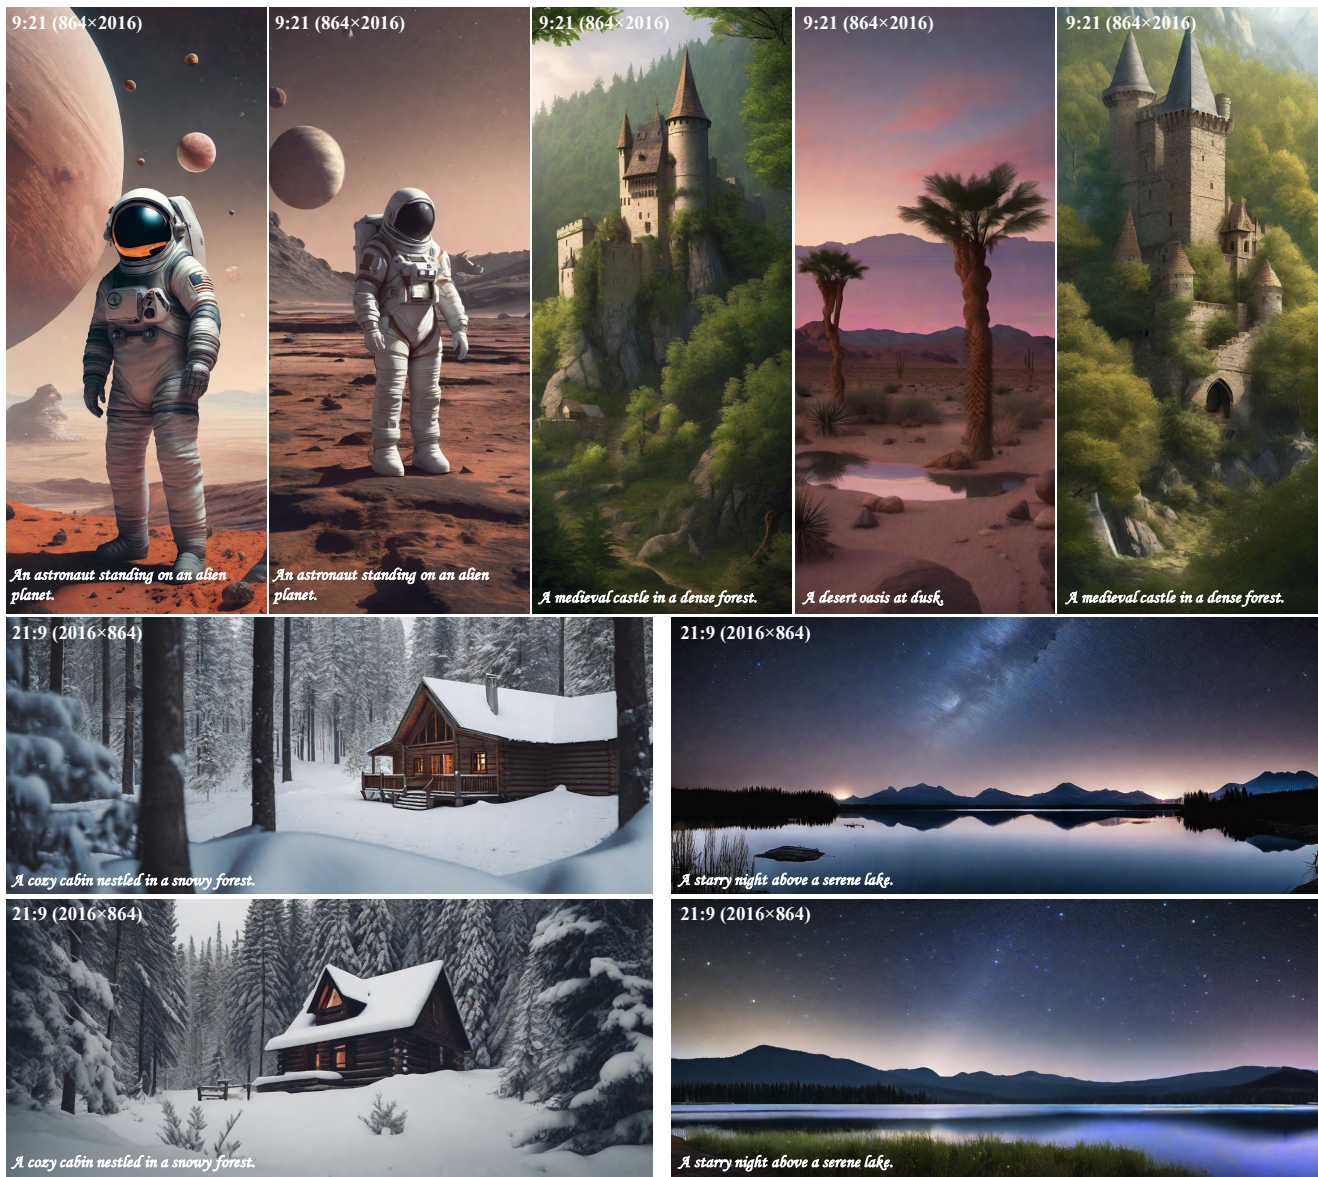 9:21 (864×2016)
9:21 (864×2016)
9:21 (864×2016)
9:21 (864×2016)
9:21 (864×2016)
An astronaut standing on an alien
planet.
An astronaut standing on an alien
planet.
A medieval castle in a dense forest.
A desert oasis at dusk.
A medieval castle in a dense forest.
21:9 (2016×864)
21:9 (2016×864)
A cozy cabin nestled in a snowy forest.
A starry night above a serene lake.
21:9 (2016×864)
21:9 (2016×864)
A cozy cabin nestled in a snowy forest.
A starry night above a serene lake.